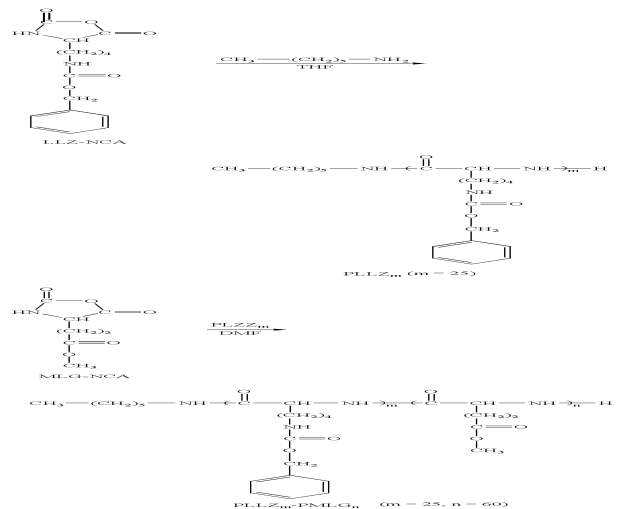 O
C O
HN C O
CH
(CH₂)₄
NH
C O
O
CH₂
LLZ-NCA
CH₃ (CH₂)₅ NH₂
THF
O
CH₃ (CH₂)₅ NH ( C CH NH )ₘ H
(CH₂)₄
NH
C O
O
CH₂
PLLZₘ (m = 25)
O
C O
HN C O
CH
(CH₂)₂
C O
O
CH₃
MLG-NCA
PLZZₘ
DMF
O O
CH₃ (CH₂)₅ NH ( C CH NH )ₘ ( C CH NH )ₙ H
(CH₂)₄ (CH₂)₂
NH C O
C O O
O CH₃
CH₂
PLLZₘ-PMLGₙ (m = 25, n = 60)